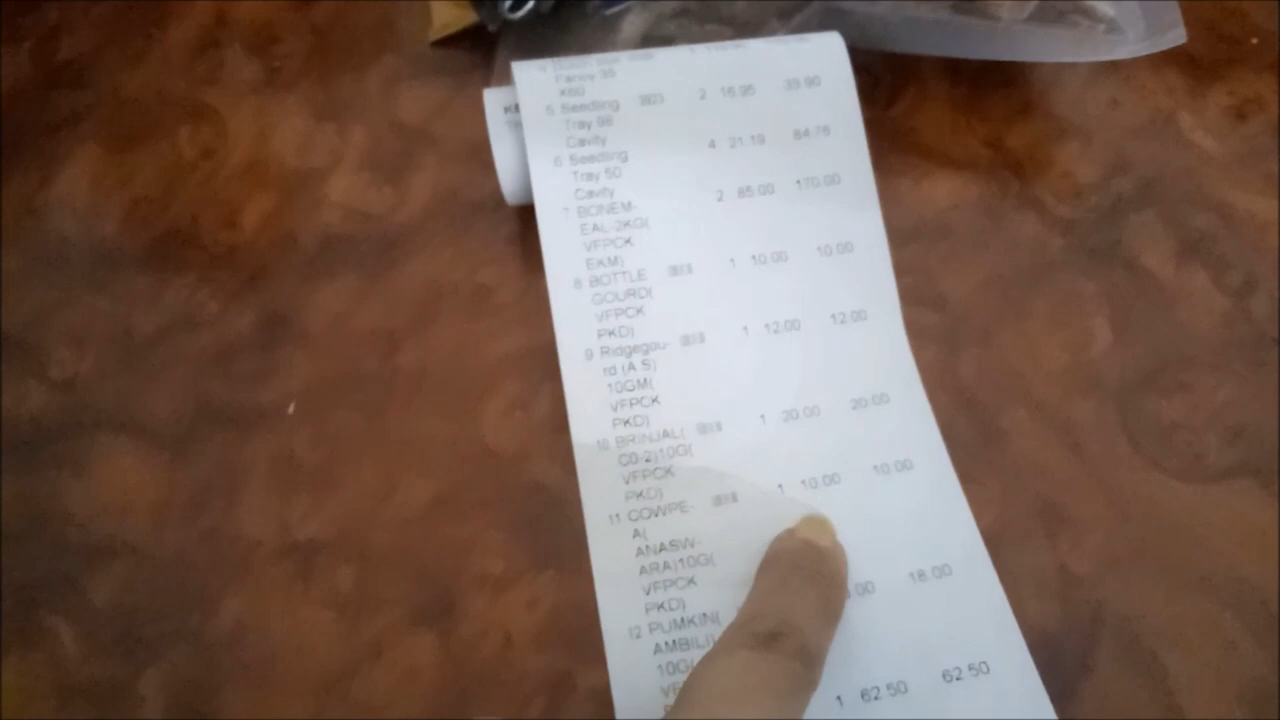 Fancy 35
K60
5 Seedling 2 16.95 33.90
Tray 98
Cavity
6 Seedling 4 21.19 84.76
Tray 50
Cavity
7 BONEM- 2 85.00 170.00
EAL-2KG(
VFPCK
EKM)
8 BOTTLE 1 10.00 10.00
GOURD(
VFPCK
PKD)
9 Ridgegou- 1 12.00 12.00
rd (A S)
10GM(
VFPCK
PKD)
10 BRINJAL( 1 20.00 20.00
C0-2)10G(
VFPCK
PKD)
11 COWPE- 1 10.00 10.00
A(
ANASW-
ARA)10G(
VFPCK
PKD)
12 PUMKIN( 18.00
AMBILI)
10G(
1 62.50 62.50